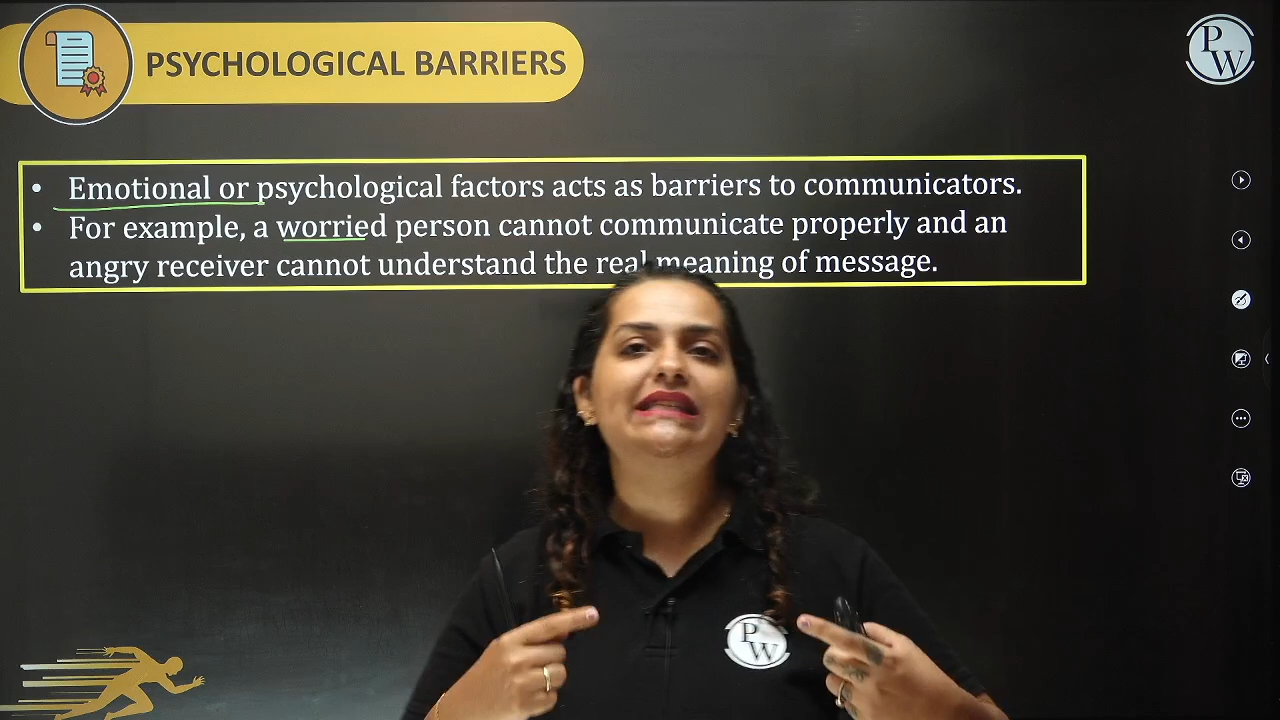 PSYCHOLOGICAL BARRIERS
PW
• Emotional or psychological factors acts as barriers to communicators.
• For example, a worried person cannot communicate properly and an
angry receiver cannot understand the real meaning of message.
PW